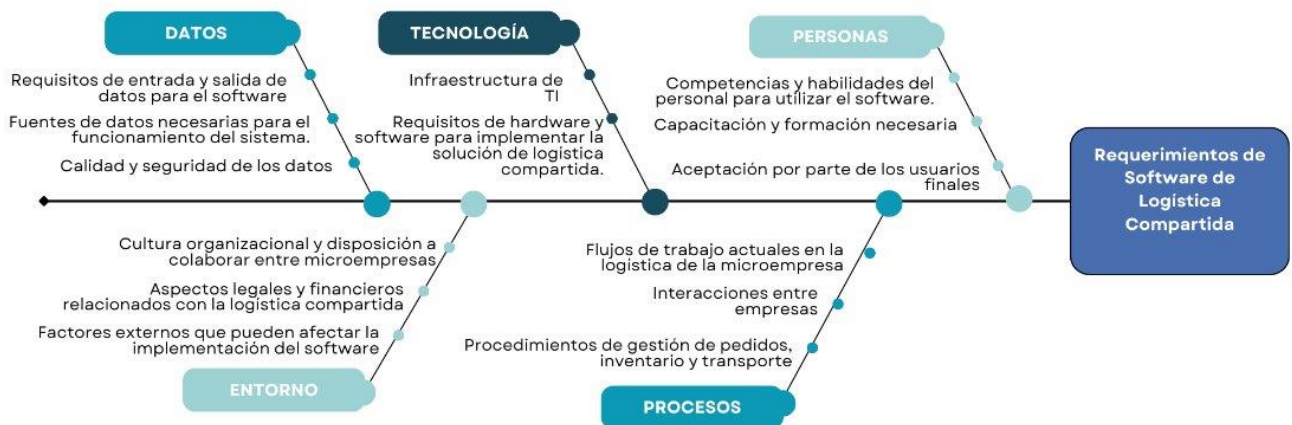 DATOS
TECNOLOGÍA
PERSONAS
Requisitos de entrada y salida de
datos para el software
Fuentes de datos necesarias para el
funcionamiento del sistema.
Calidad y seguridad de los datos
Infraestructura de
TI
Requisitos de hardware y
software para implementar la
solución de logística
compartida.
Competencias y habilidades del
personal para utilizar el software.
Capacitación y formación necesaria
Aceptación por parte de los usuarios
finales
Requerimientos de
Software de
Logística
Compartida
Cultura organizacional y disposición a
colaborar entre microempresas
Aspectos legales y financieros
relacionados con la logística compartida
Factores externos que pueden afectar la
implementación del software
Flujos de trabajo actuales en la
logística de la microempresa
Interacciones entre
empresas
Procedimientos de gestión de pedidos,
inventario y transporte
ENTORNO
PROCESOS